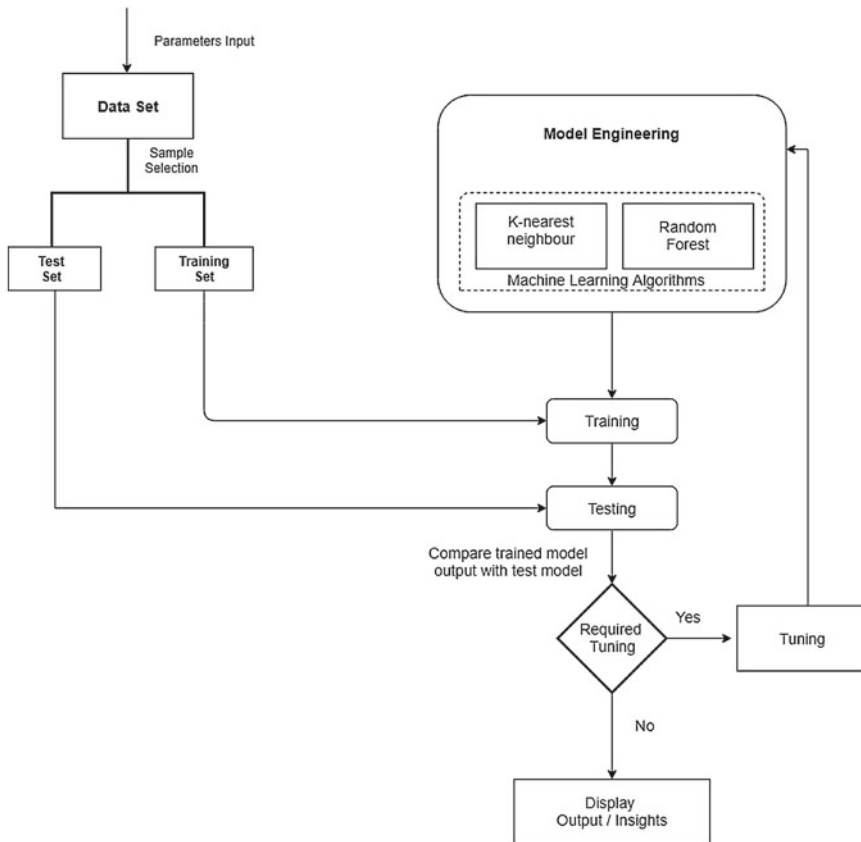 Parameters Input
Data Set
Sample
Selection
Test
Set
Training
Set
Model Engineering
K-nearest
neighbour
Random
Forest
Machine Learning Algorithms
Training
Testing
Compare trained model
output with test model
Required
Tuning
Yes
Tuning
No
Display
Output / Insights